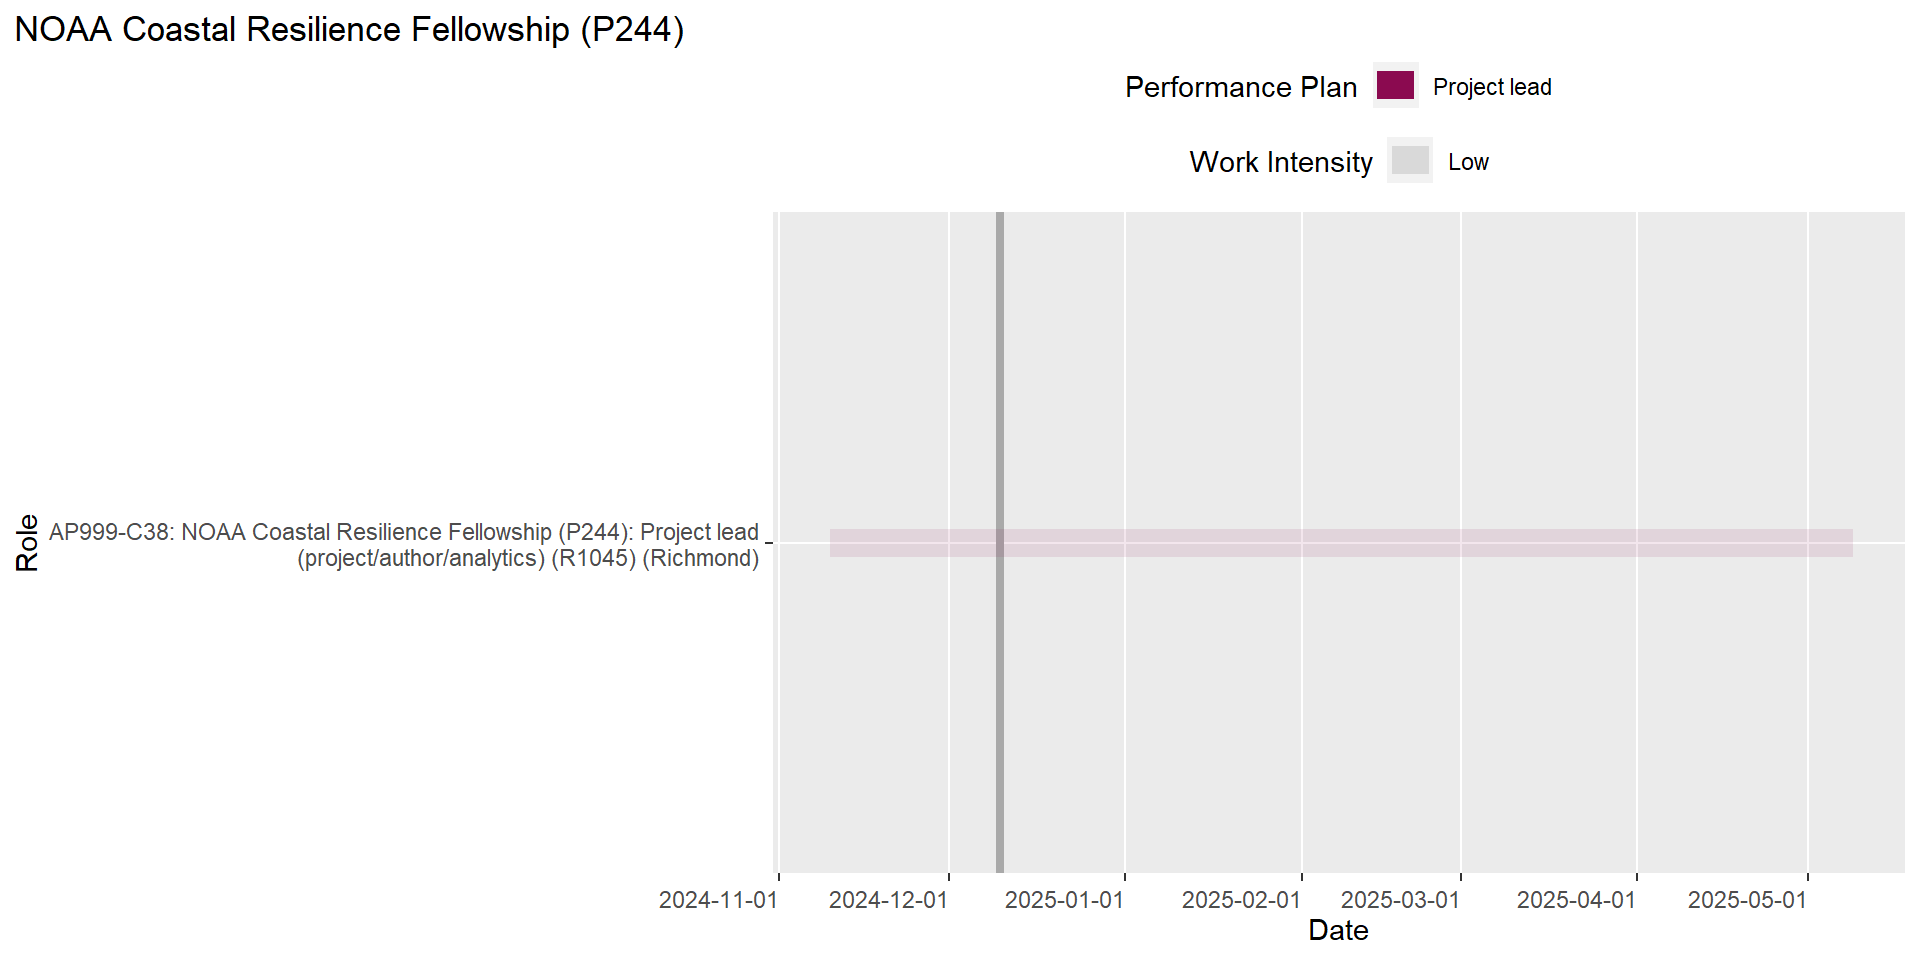 NOAA Coastal Resilience Fellowship (P244)
Performance Plan
Project lead
Work Intensity
Low
Role
AP999-C38: NOAA Coastal Resilience Fellowship (P244): Project lead
(project/author/analytics) (R1045) (Richmond)
2024-11-01
2024-12-01
2025-01-01
2025-02-01
2025-03-01
2025-04-01
2025-05-01
Date